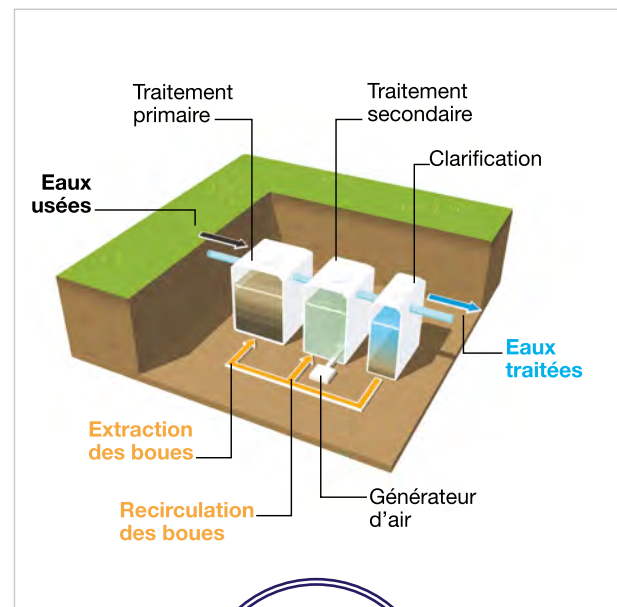 Traitement
primaire
Traitement
secondaire
Clarification
Eaux
usées
Eaux
traitées
Extraction
des boues
Recirculation
des boues
Générateur
d'air